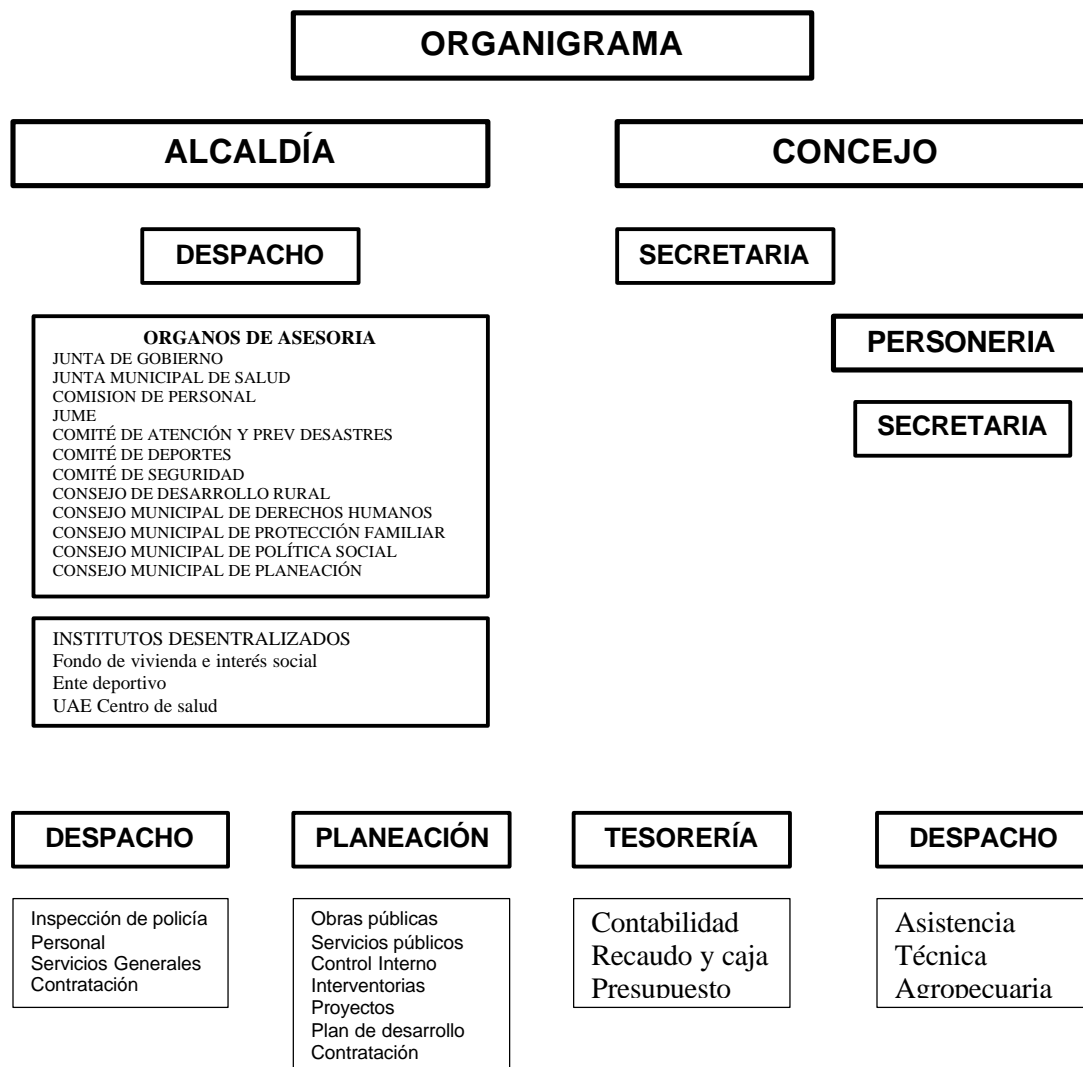 ORGANIGRAMA
ALCALDÍA
CONCEJO
DESPACHO
SECRETARIA
ORGANOS DE ASESORIA
JUNTA DE GOBIERNO
JUNTA MUNICIPAL DE SALUD
COMISION DE PERSONAL
JUME
COMITÉ DE ATENCIÓN Y PREV DESASTRES
COMITÉ DE DEPORTES
COMITÉ DE SEGURIDAD
CONSEJO DE DESARROLLO RURAL
CONSEJO MUNICIPAL DE DERECHOS HUMANOS
CONSEJO MUNICIPAL DE PROTECCIÓN FAMILIAR
CONSEJO MUNICIPAL DE POLÍTICA SOCIAL
CONSEJO MUNICIPAL DE PLANEACIÓN
PERSONERIA
SECRETARIA
INSTITUTOS DESENTRALIZADOS
Fondo de vivienda e interés social
Ente deportivo
UAE Centro de salud
DESPACHO
Inspección de policía
Personal
Servicios Generales
Contratación
PLANEACIÓN
Obras públicas
Servicios públicos
Control Interno
Interventorias
Proyectos
Plan de desarrollo
Contratación
TESORERÍA
Contabilidad
Recaudo y caja
Presupuesto
DESPACHO
Asistencia
Técnica
Agropecuaria